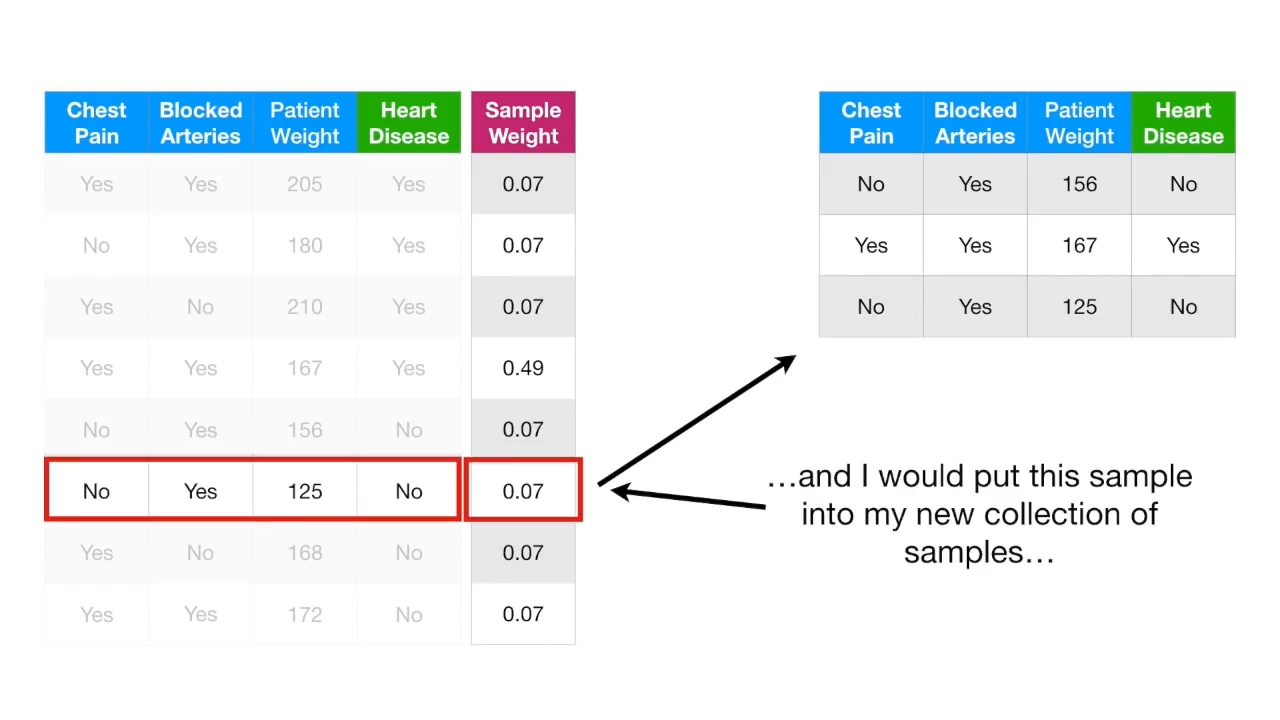 Chest Pain Blocked Arteries Patient Weight Heart Disease Sample Weight
Yes Yes 205 Yes 0.07
No Yes 180 Yes 0.07
Yes No 210 Yes 0.07
Yes Yes 167 Yes 0.49
No Yes 156 No 0.07
No Yes 125 No 0.07
Yes No 168 No 0.07
Yes Yes 172 No 0.07
Chest Pain Blocked Arteries Patient Weight Heart Disease
No Yes 156 No
Yes Yes 167 Yes
No Yes 125 No
…and I would put this sample
into my new collection of
samples…